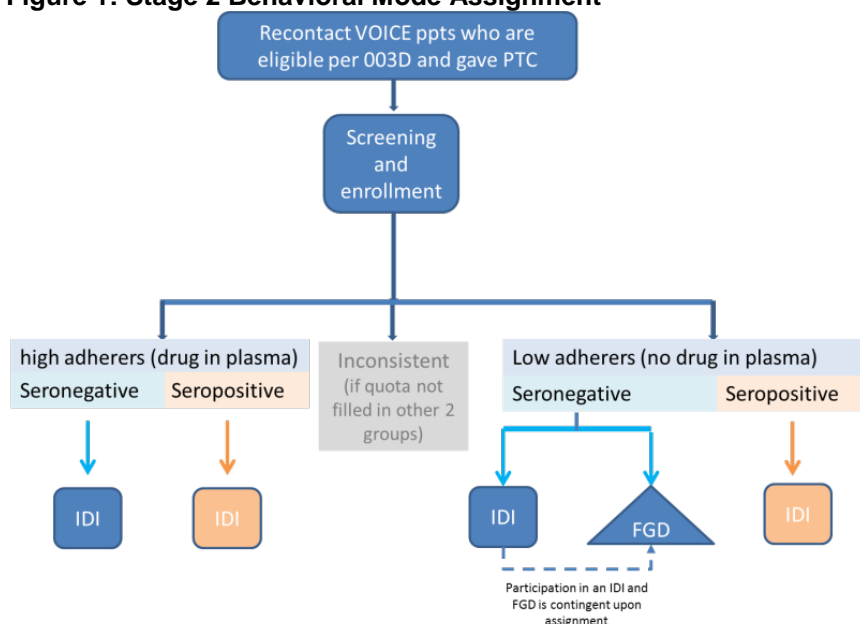 Figure 1: Stage 2 Behavioral Mode Assignment
Recontact VOICE ppts who are
eligible per 003D and gave PTC
Screening
and
enrollment
high adherers (drug in plasma)
Seronegative
Seropositive
Inconsistent
(if quota not
filled in other 2
groups)
Low adherers (no drug in plasma)
Seronegative
Seropositive
IDI
IDI
IDI
FGD
IDI
Participation in an IDI and
FGD is contingent upon
assignment